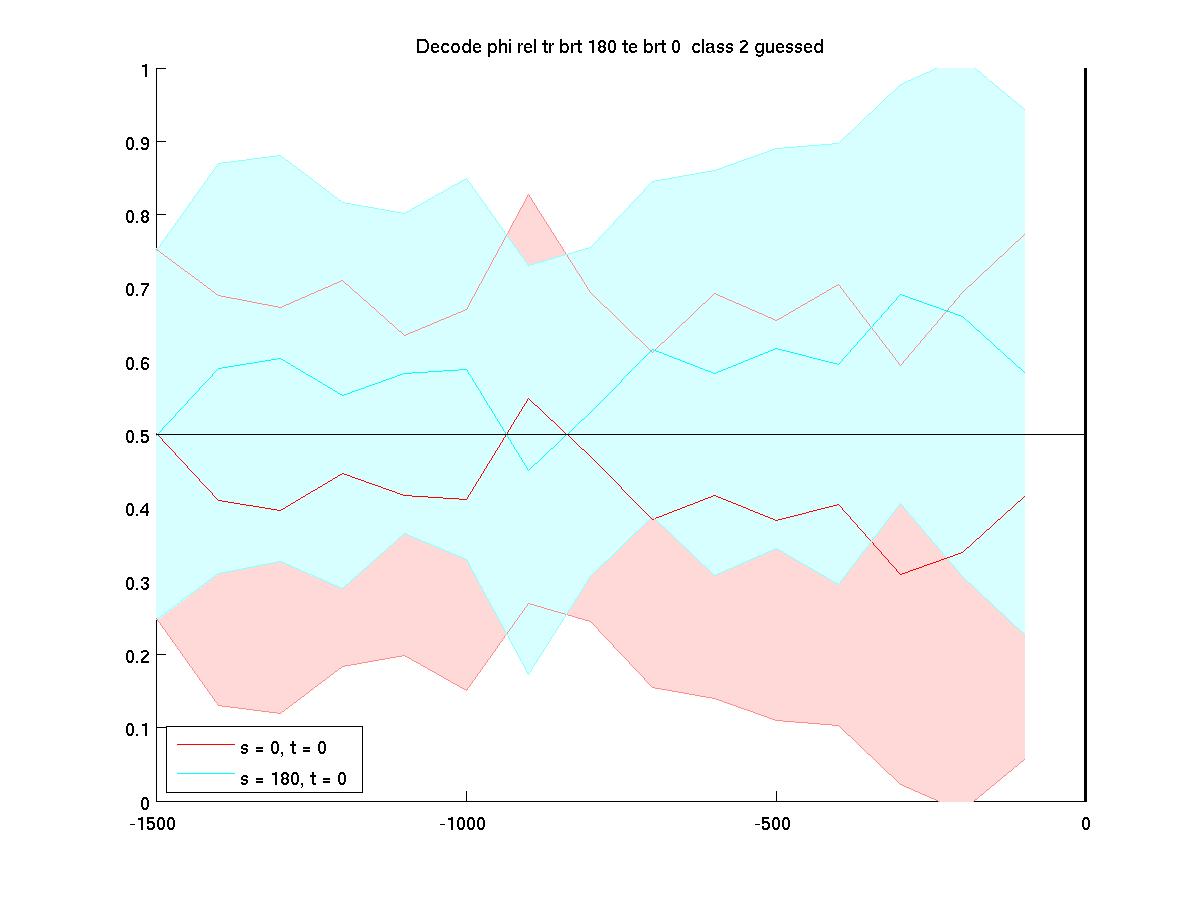 Decode phi rel tr brt 180 te brt 0  class 2 guessed
1
0.9
0.8
0.7
0.6
0.5
0.4
0.3
0.2
0.1
0
s = 0, t = 0
s = 180, t = 0
-1500 -1000 -500 0